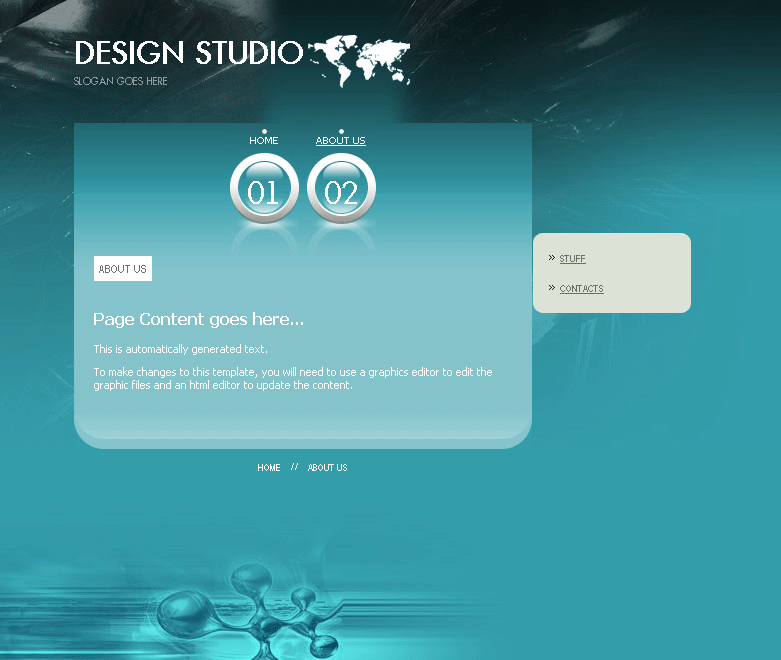 DESIGN STUDIO
SLOGAN GOES HERE
HOME ABOUT US
01 02
» STUFF
ABOUT US
» CONTACTS
Page Content goes here...
This is automatically generated text.
To make changes to this template, you will need to use a graphics editor to edit the
graphic files and an html editor to update the content.
HOME // ABOUT US